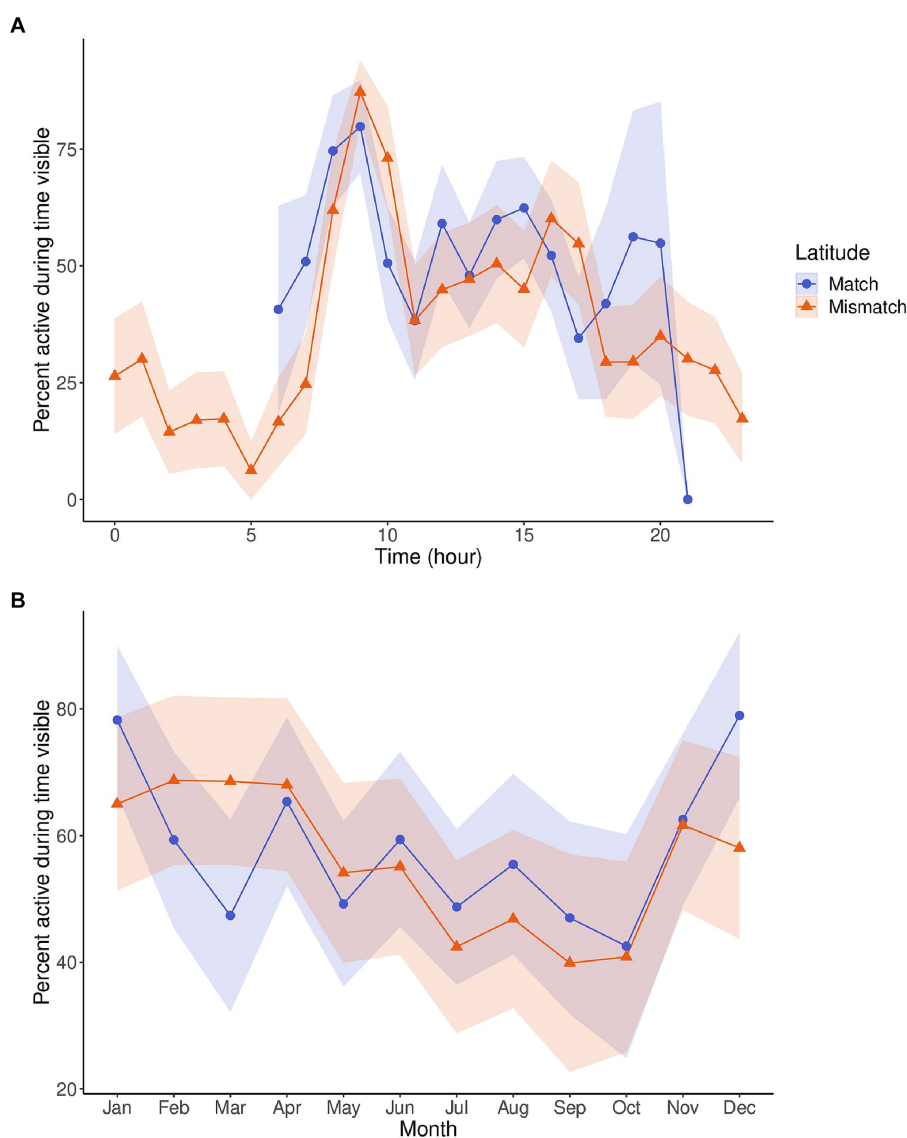 A
Percent active during time visible
75
50
25
0
0 5 10 15 20
Time (hour)
Latitude
Match
Mismatch
B
Percent active during time visible
80
60
40
20
Jan Feb Mar Apr May Jun Jul Aug Sep Oct Nov Dec
Month